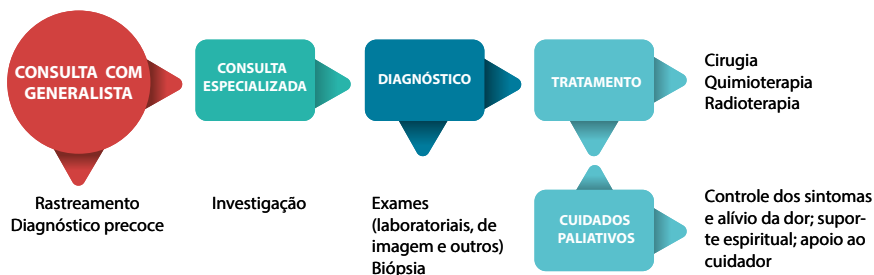 CONSULTA COM
GENERALISTA
Rastreamento
Diagnóstico precoce
CONSULTA
ESPECIALIZADA
Investigação
DIAGNÓSTICO
Exames
(laboratoriais, de
imagem e outros)
Biópsia
TRATAMENTO
Cirugia
Quimioterapia
Radioterapia
CUIDADOS
PALIATIVOS
Controle dos sintomas
e alívio da dor; supor-
te espiritual; apoio ao
cuidador